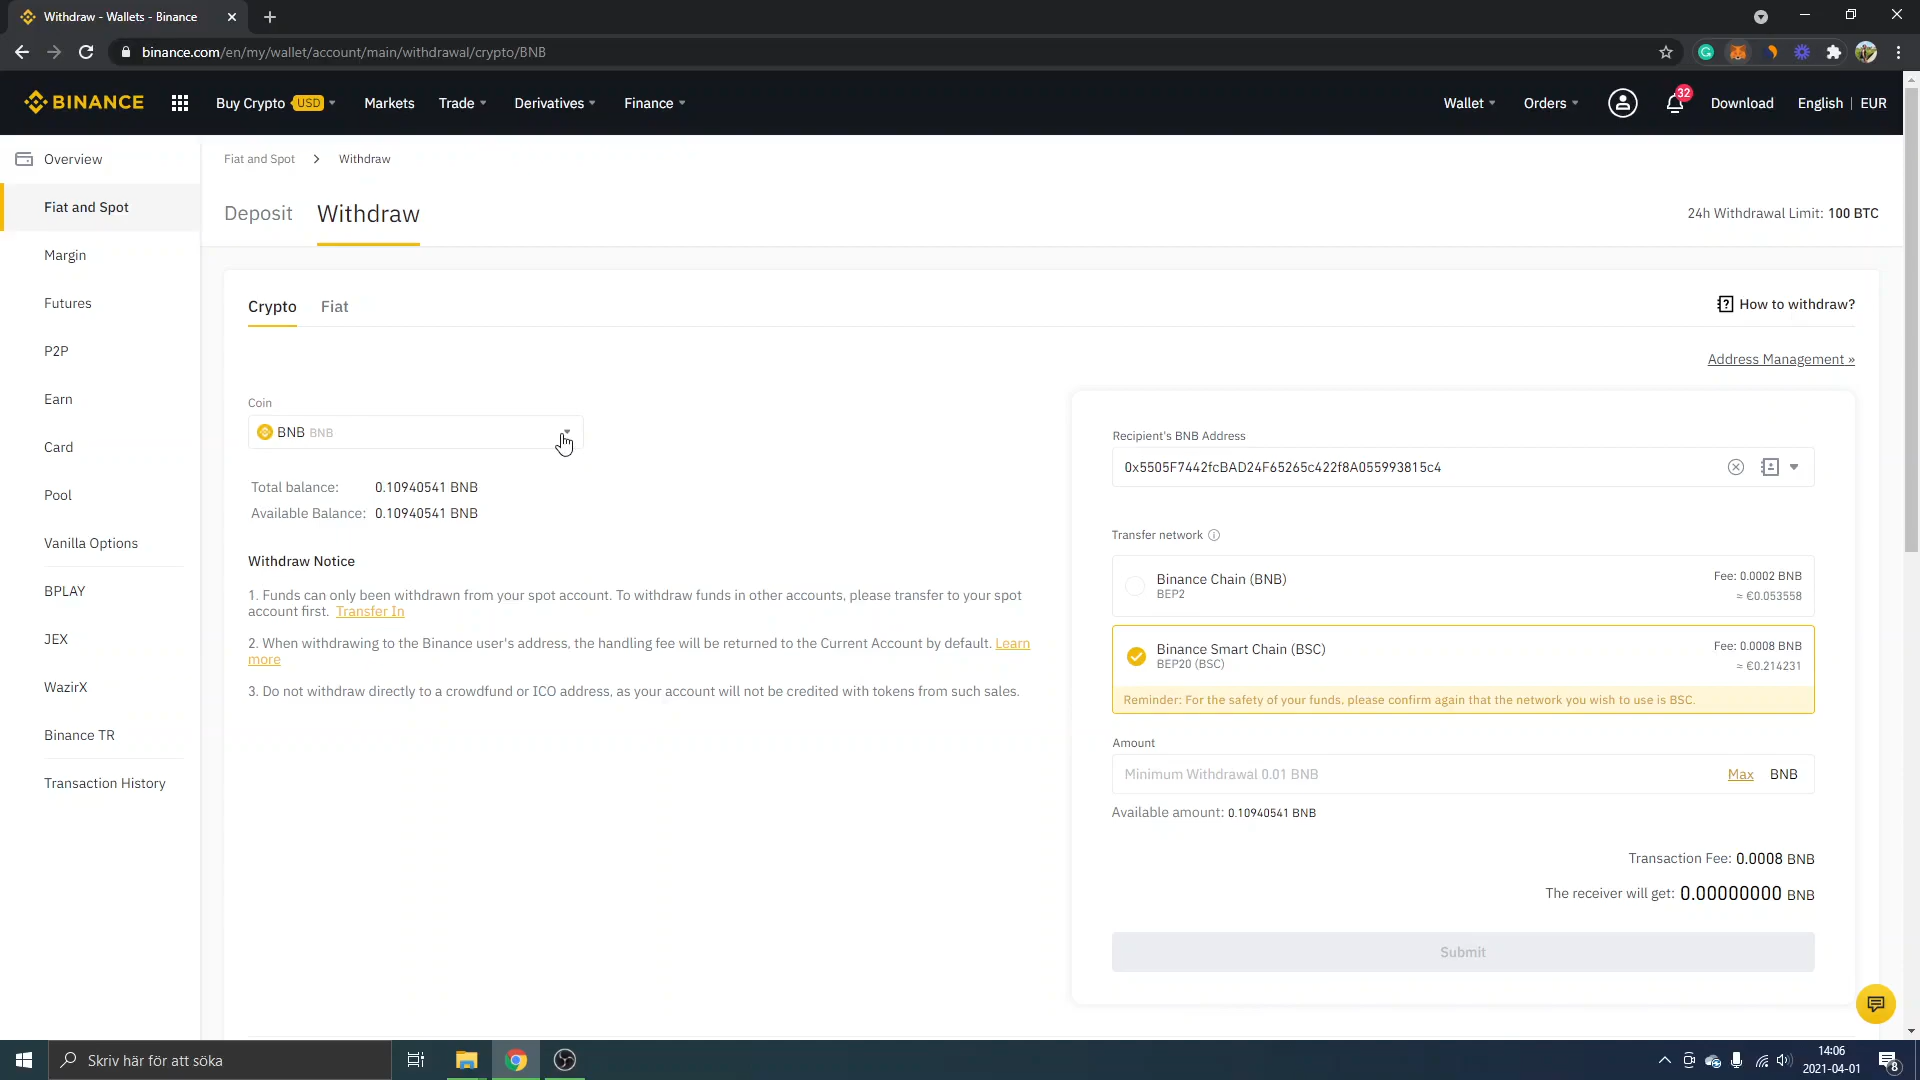 Withdraw - Wallets - Binance
binance.com/en/my/wallet/account/main/withdrawal/crypto/BNB
BINANCE
Buy Crypto USD
Markets
Trade
Derivatives
Finance
Wallet
Orders
32
Download
English | EUR
Overview
Fiat and Spot
Margin
Futures
P2P
Earn
Card
Pool
Vanilla Options
BPLAY
JEX
WazirX
Binance TR
Transaction History
Fiat and Spot > Withdraw
Deposit Withdraw
24h Withdrawal Limit: 100 BTC
Crypto Fiat
How to withdraw?
Address Management »
Coin
BNB BNB
Total balance: 0.10940541 BNB
Available Balance: 0.10940541 BNB
Withdraw Notice
1. Funds can only been withdrawn from your spot account. To withdraw funds in other accounts, please transfer to your spot
account first. Transfer In
2. When withdrawing to the Binance user's address, the handling fee will be returned to the Current Account by default. Learn
more
3. Do not withdraw directly to a crowdfund or ICO address, as your account will not be credited with tokens from such sales.
Recipient's BNB Address
0x5505F7442fcBAD24F65265c422f8A055993815c4
Transfer network
Binance Chain (BNB)
BEP2
Fee: 0.0002 BNB
≈ €0.053558
Binance Smart Chain (BSC)
BEP20 (BSC)
Fee: 0.0008 BNB
≈ €0.214231
Reminder: For the safety of your funds, please confirm again that the network you wish to use is BSC.
Amount
Minimum Withdrawal 0.01 BNB
Max BNB
Available amount: 0.10940541 BNB
Transaction Fee: 0.0008 BNB
The receiver will get: 0.00000000 BNB
Submit
Skriv här för att söka
14:06
2021-04-01
8